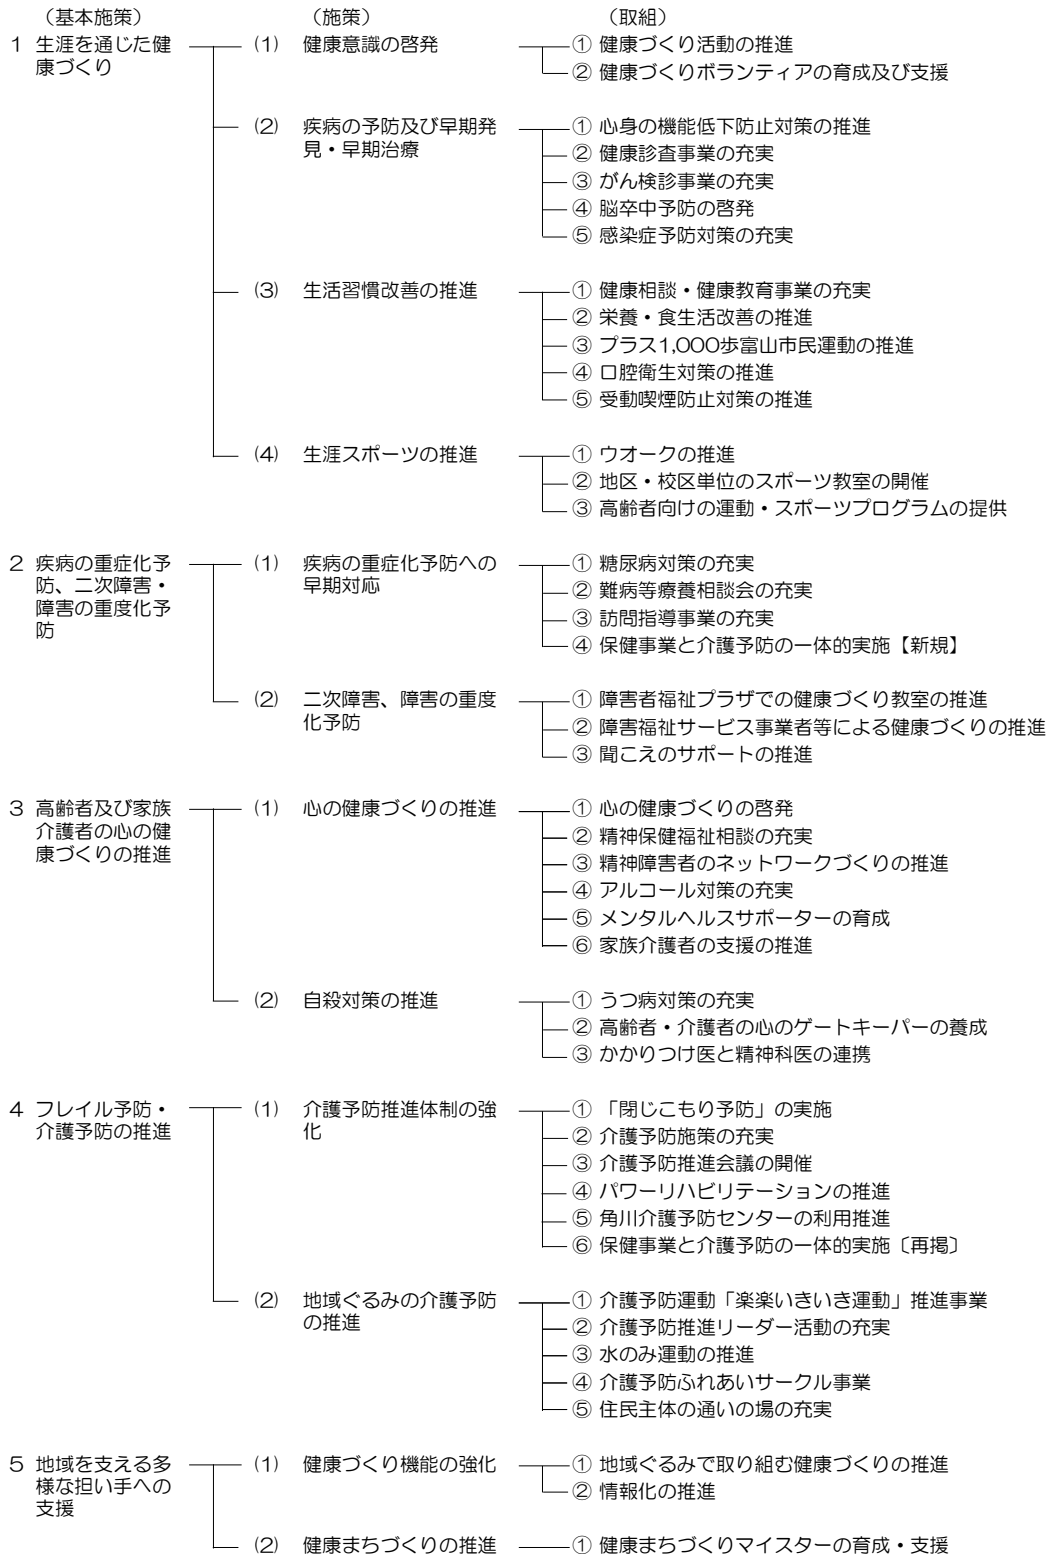 （基本施策） （施策） （取組）
1 生涯を通じた健 (1) 健康意識の啓発 ① 健康づくり活動の推進
康づくり ② 健康づくりボランティアの育成及び支援
(2) 疾病の予防及び早期発 ① 心身の機能低下防止対策の推進
見・早期治療 ② 健康診査事業の充実
③ がん検診事業の充実
④ 脳卒中予防の啓発
⑤ 感染症予防対策の充実
(3) 生活習慣改善の推進 ① 健康相談・健康教育事業の充実
② 栄養・食生活改善の推進
③ プラス1,000歩富山市民運動の推進
④ 口腔衛生対策の推進
⑤ 受動喫煙防止対策の推進
(4) 生涯スポーツの推進 ① ウオークの推進
② 地区・校区単位のスポーツ教室の開催
③ 高齢者向けの運動・スポーツプログラムの提供
2 疾病の重症化予 (1) 疾病の重症化予防への ① 糖尿病対策の充実
防、二次障害・ 早期対応 ② 難病等療養相談会の充実
障害の重度化予 ③ 訪問指導事業の充実
防 ④ 保健事業と介護予防の一体的実施【新規】
(2) 二次障害、障害の重度 ① 障害者福祉プラザでの健康づくり教室の推進
化予防 ② 障害福祉サービス事業者等による健康づくりの推進
③ 聞こえのサポートの推進
3 高齢者及び家族 (1) 心の健康づくりの推進 ① 心の健康づくりの啓発
介護者の心の健 ② 精神保健福祉相談の充実
康づくりの推進 ③ 精神障害者のネットワークづくりの推進
④ アルコール対策の充実
⑤ メンタルヘルスサポーターの育成
⑥ 家族介護者の支援の推進
(2) 自殺対策の推進 ① うつ病対策の充実
② 高齢者・介護者の心のゲートキーパーの養成
③ かかりつけ医と精神科医の連携
4 フレイル予防・ (1) 介護予防推進体制の強 ① 「閉じこもり予防」の実施
介護予防の推進 化 ② 介護予防施策の充実
③ 介護予防推進会議の開催
④ パワーリハビリテーションの推進
⑤ 角川介護予防センターの利用推進
⑥ 保健事業と介護予防の一体的実施〔再掲〕
(2) 地域ぐるみの介護予防 ① 介護予防運動「楽楽いきいき運動」推進事業
の推進 ② 介護予防推進リーダー活動の充実
③ 水のみ運動の推進
④ 介護予防ふれあいサークル事業
⑤ 住民主体の通いの場の充実
5 地域を支える多 (1) 健康づくり機能の強化 ① 地域ぐるみで取り組む健康づくりの推進
様な担い手への ② 情報化の推進
支援
(2) 健康まちづくりの推進 ① 健康まちづくりマイスターの育成・支援